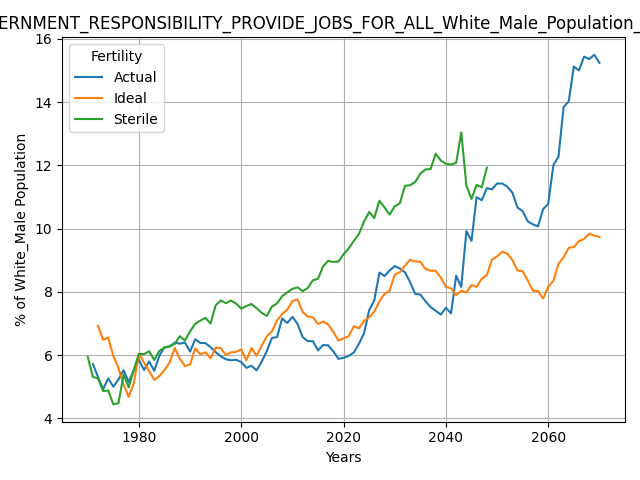 ERNMENT_RESPONSIBILITY_PROVIDE_JOBS_FOR_ALL_White_Male_Population_
Fertility
Actual
Ideal
Sterile
% of White_Male Population
16
14
12
10
8
6
4
1980
2000
2020
2040
2060
Years